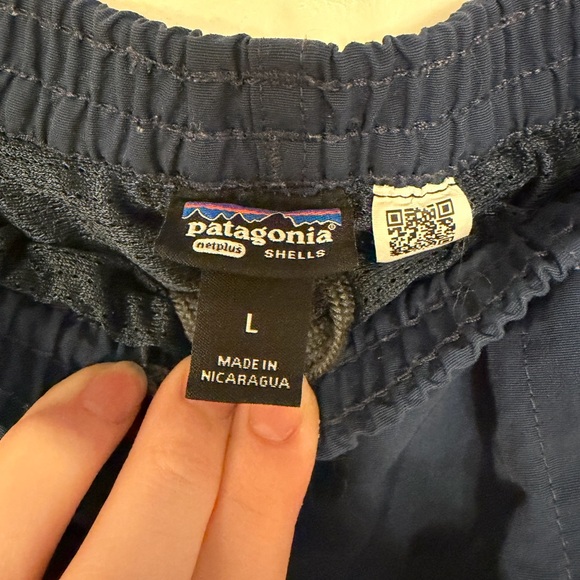 patagonia®
netplus
SHELLS
L
MADE IN
NICARAGUA